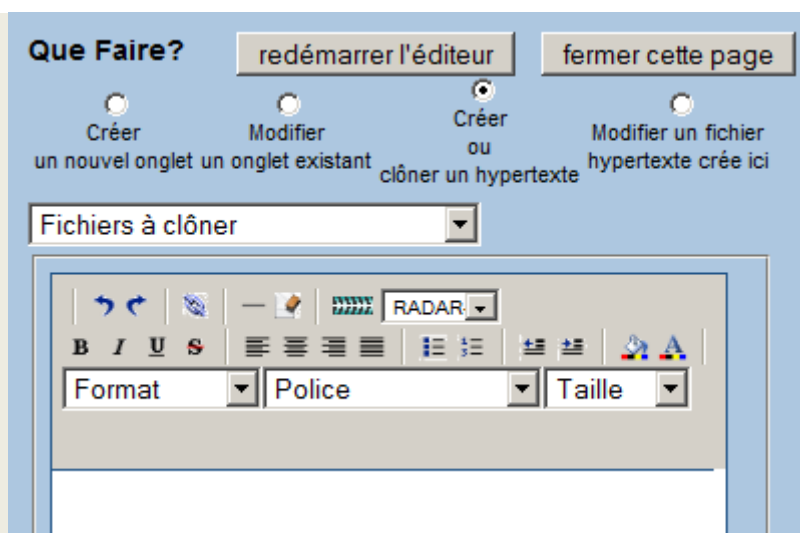 Que Faire? redémarrer l'éditeur fermer cette page
Créer
un nouvel onglet
Modifier
un onglet existant
Créer
ou
clôner un hypertexte
Modifier un fichier
hypertexte crée ici
Fichiers à clôner
RADAR
B I U S
Format Police Taille